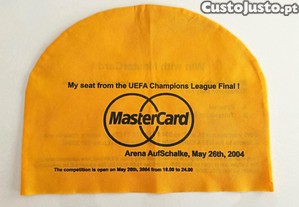 CustoJusto.pt
My seat from the UEFA Champions League Final !
MasterCard
Arena AufSchalke, May 26th, 2004
The competition is open on May 26th, 2004 from 18.00 to 24.00